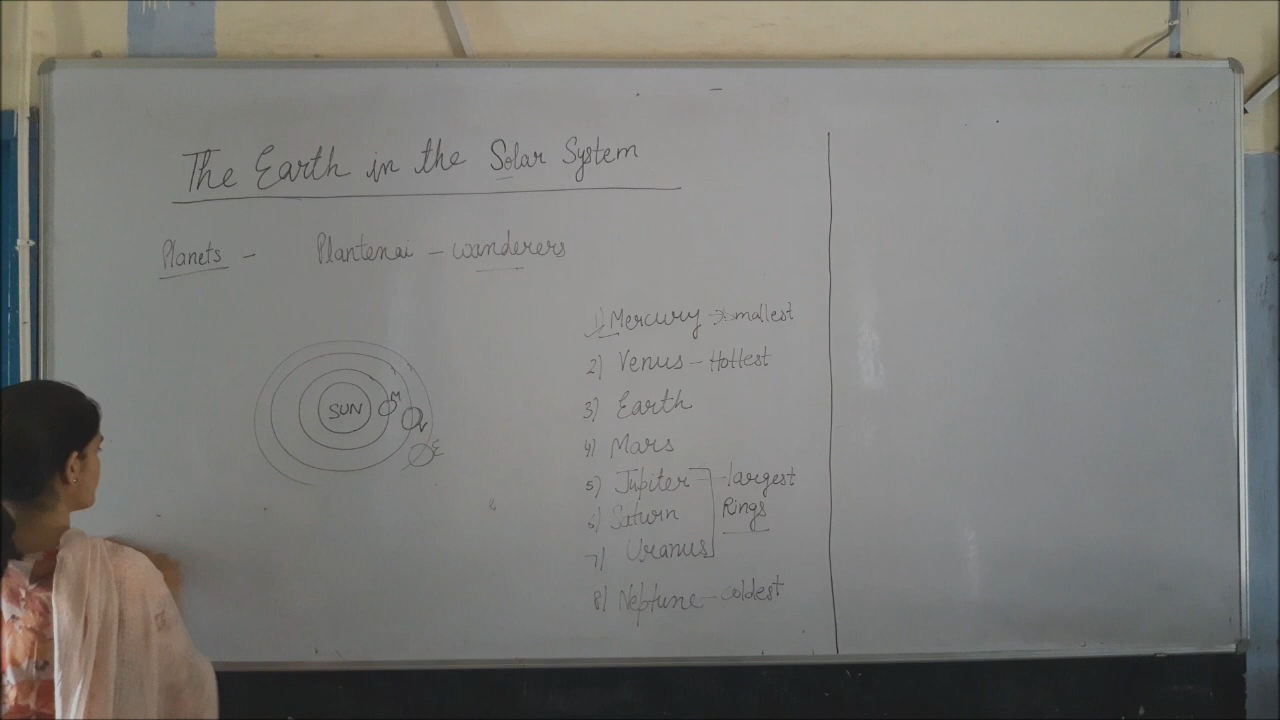 The Earth in the Solar System
Planets - Plantenai - wanderers
1) Mercury → Smallest
2) Venus - Hottest
3) Earth
4) Mars
5) Jupiter - largest
6) Saturn Rings
7) Uranus
8) Neptune - coldest
SUN
M
V
E